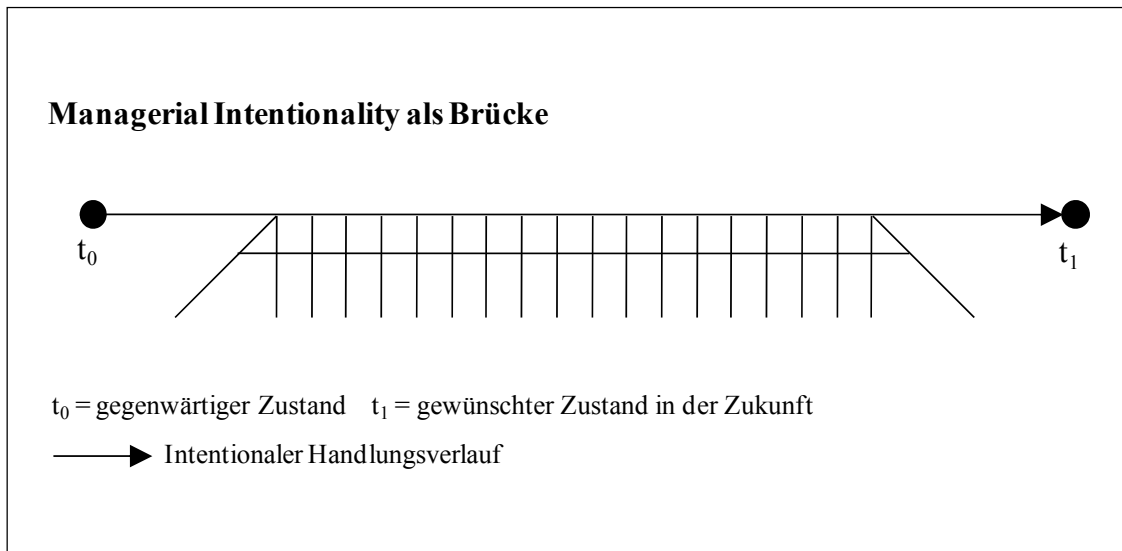 Managerial Intentionality als Brücke
t₀ t₁
t₀ = gegenwärtiger Zustand t₁ = gewünschter Zustand in der Zukunft
Intentionaler Handlungsverlauf